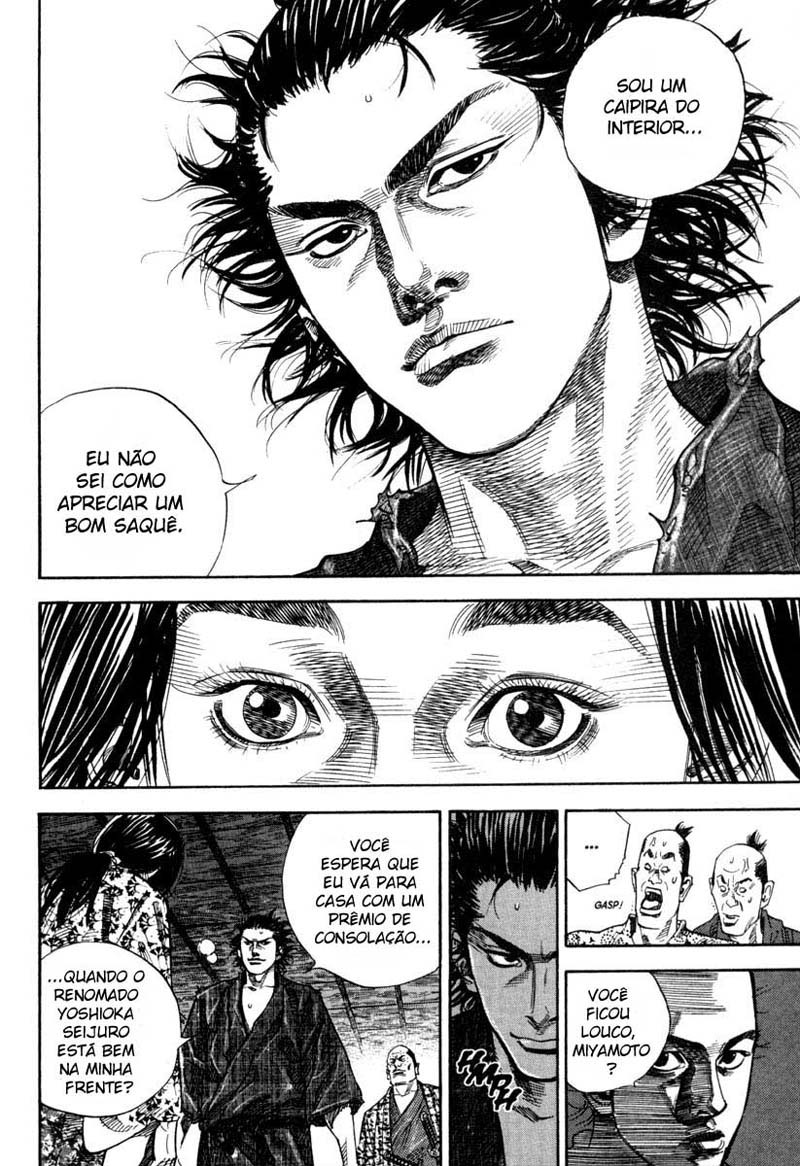 SOU UM
CAIPIRA DO
INTERIOR...
EU NÃO
SEI COMO
APRECIAR UM
BOM SAQUÊ.
...
GASP!
VOCÊ
FICOU
LOUCO,
MIYAMOTO
?
HMPH
VOCÊ
ESPERA QUE
EU VÁ PARA
CASA COM UM
PRÊMIO DE
CONSOLAÇÃO...
...QUANDO O
RENOMADO
YOSHIOKA
SEIJURO
ESTÁ BEM
NA MINHA
FRENTE?